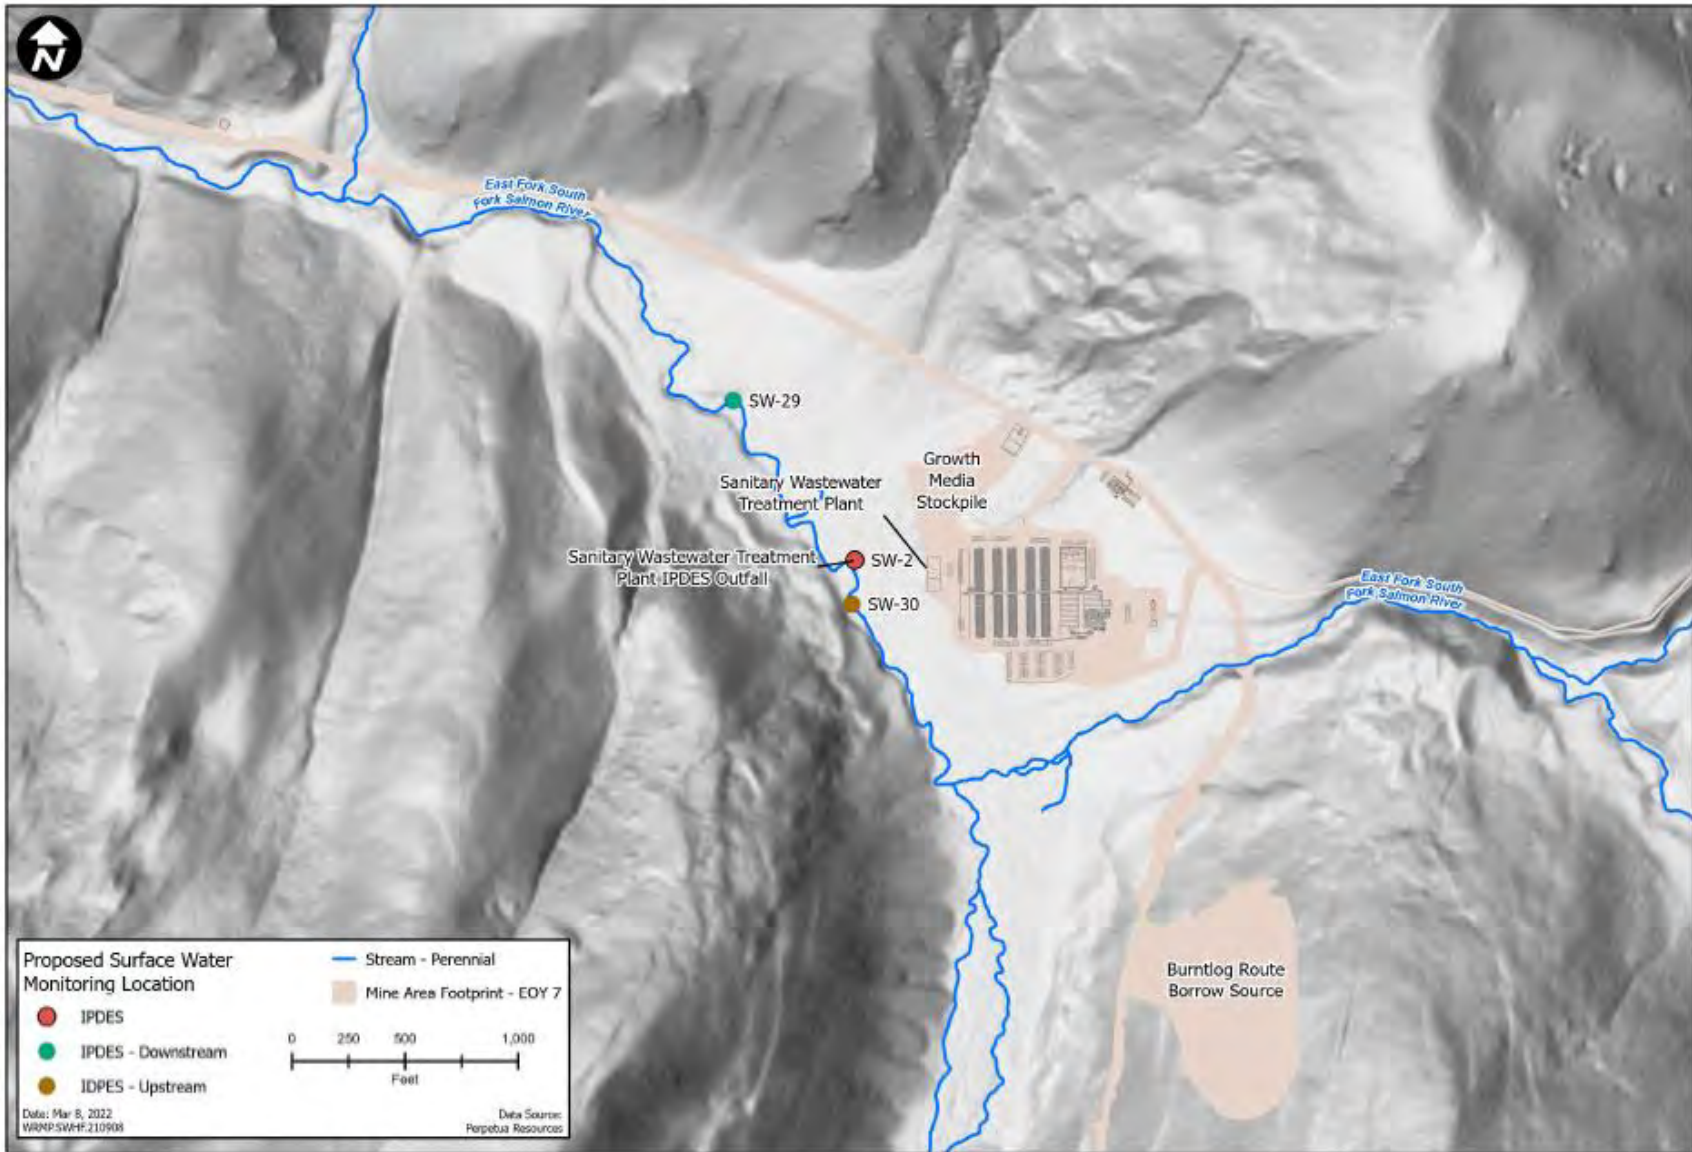 N
East Fork South
Fork Salmon River
SW-29
Growth
Media
Stockpile
Sanitary Wastewater
Treatment Plant
Sanitary Wastewater Treatment
Plant IPDES Outfall
SW-2
SW-30
East Fork South
Fork Salmon River
Burntlog Route
Borrow Source
Proposed Surface Water
Monitoring Location
IPDES
IPDES - Downstream
IDPES - Upstream
Stream - Perennial
Mine Area Footprint - EOY 7
0 250 500 1,000
Feet
Date: Mar 8, 2022
WRMP.SWHF.210908
Data Source:
Perpetua Resources